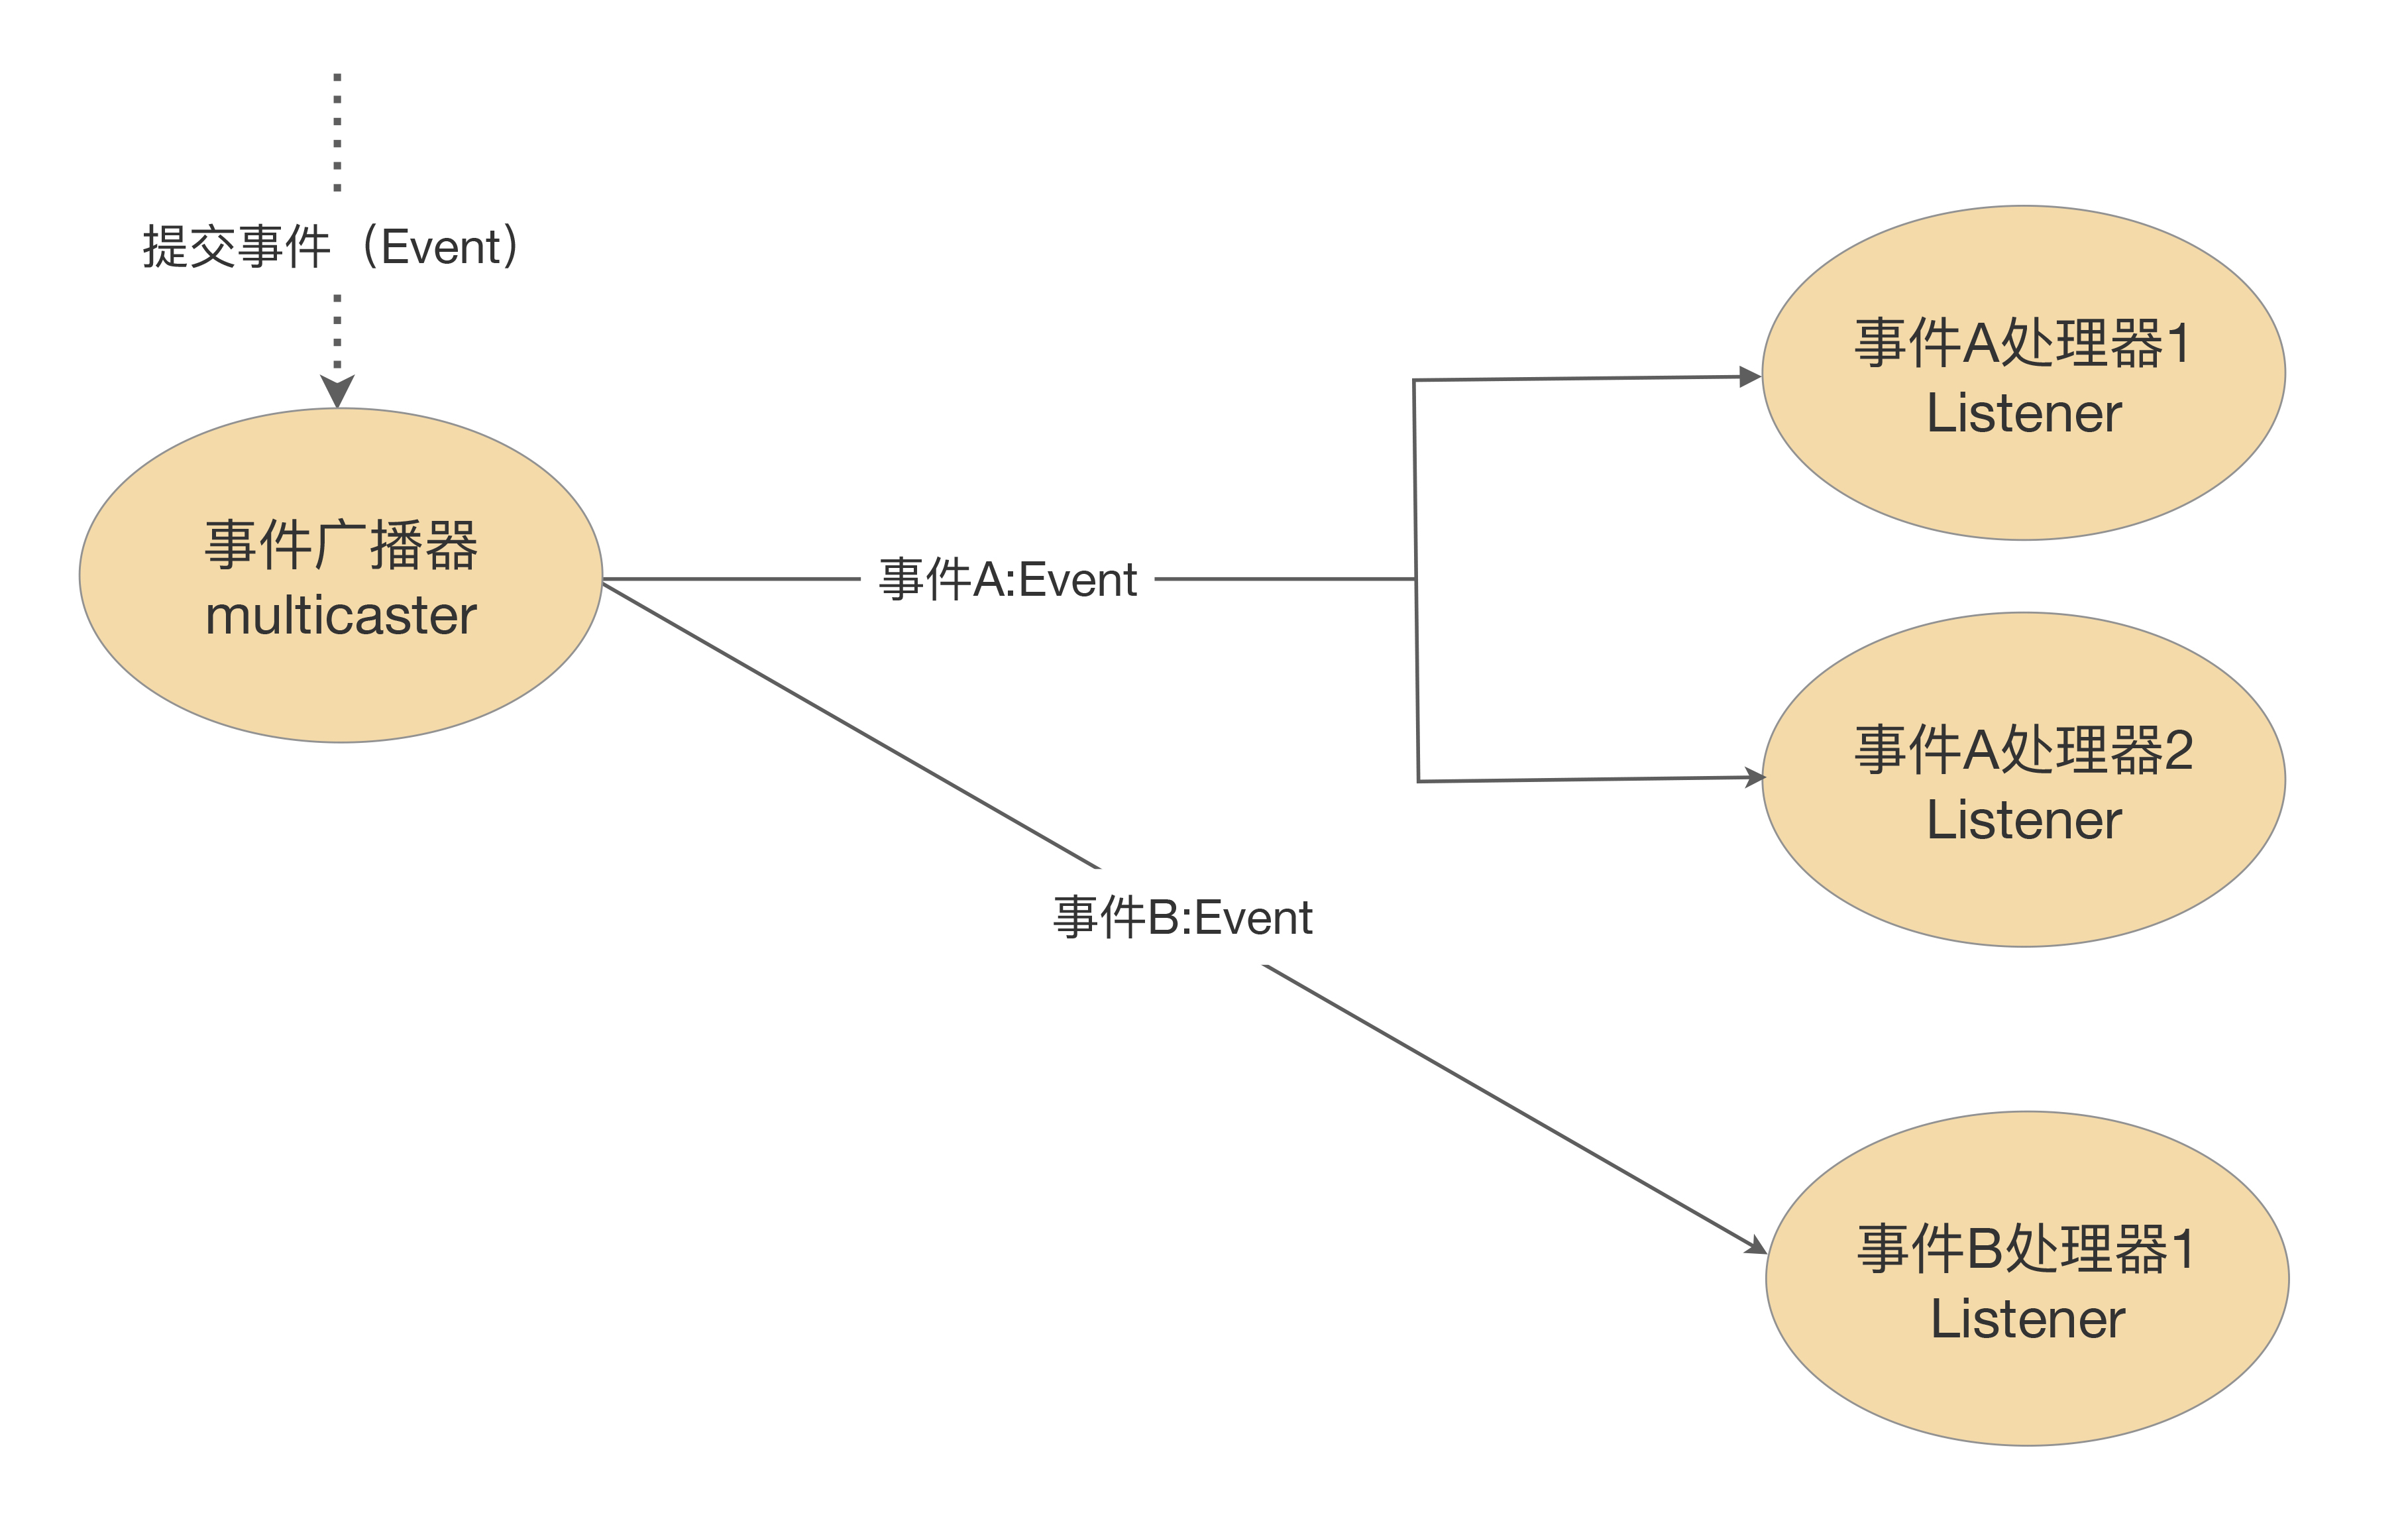 提交事件（Event）
事件广播器
multicaster
事件A:Event
事件A处理器1
Listener
事件A处理器2
Listener
事件B:Event
事件B处理器1
Listener